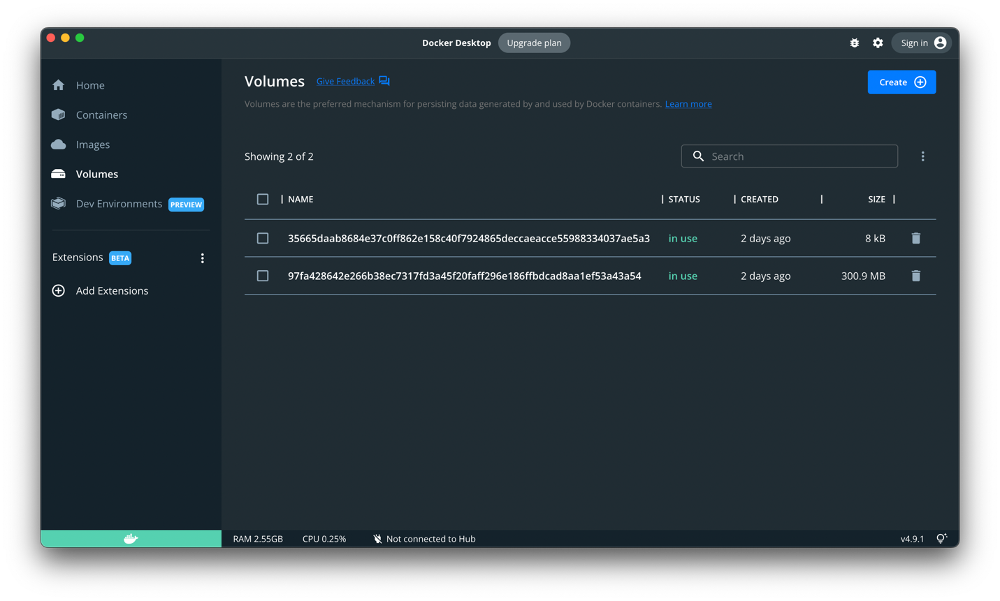 Docker Desktop Upgrade plan Sign in
Home
Containers
Images
Volumes
Dev Environments PREVIEW
Extensions BETA
Add Extensions
Volumes Give Feedback
Create
Volumes are the preferred mechanism for persisting data generated by and used by Docker containers. Learn more
Showing 2 of 2
Search
NAME STATUS CREATED SIZE
35665daab8684e37c0ff862e158c40f7924865deccaeacce55988334037ae5a3 in use 2 days ago 8 kB
97fa428642e266b38ec7317fd3a45f20faff296e186ffbdcad8aa1ef53a43a54 in use 2 days ago 300.9 MB
RAM 2.55GB CPU 0.25% Not connected to Hub v4.9.1